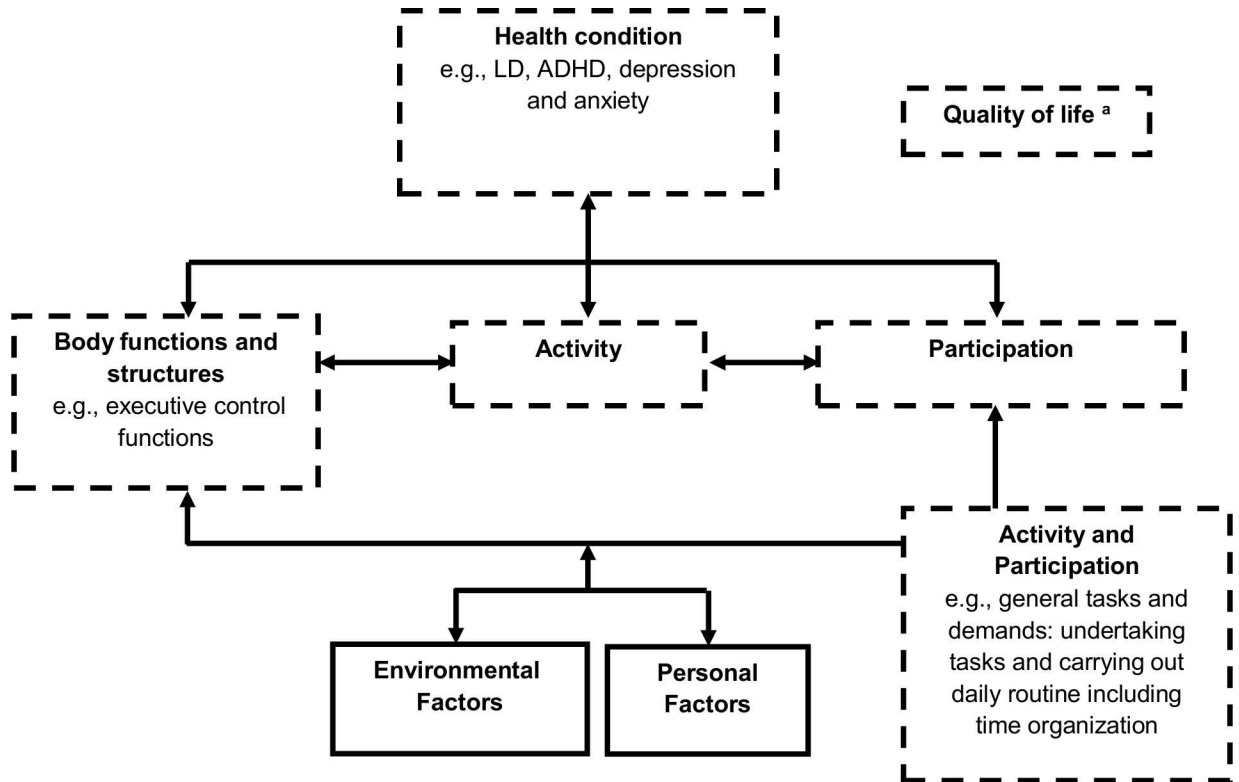 Health condition
e.g., LD, ADHD, depression
and anxiety
Quality of life ᵃ
Body functions and
structures
e.g., executive control
functions
Activity
Participation
Activity and
Participation
e.g., general tasks and
demands: undertaking
tasks and carrying out
daily routine including
time organization
Environmental
Factors
Personal
Factors